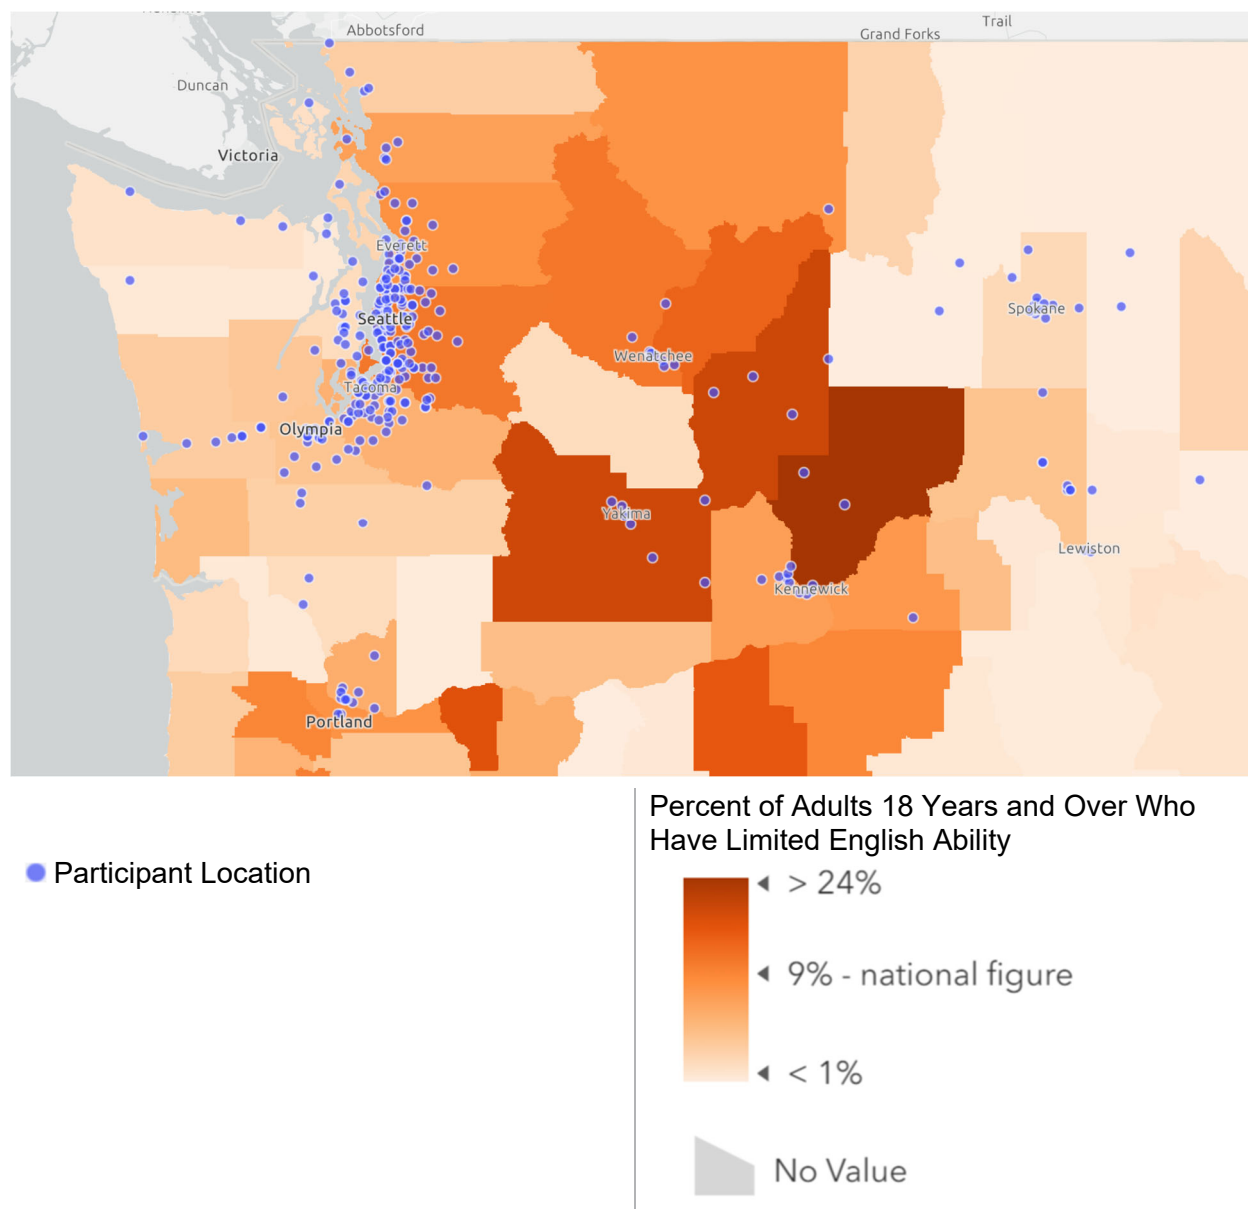 Abbotsford
Trail
Grand Forks
Duncan
Victoria
Everett
Seattle
Spokane
Wenatchee
Tacoma
Olympia
Yakima
Lewiston
Kennewick
Portland
Participant Location
Percent of Adults 18 Years and Over Who
Have Limited English Ability
> 24%
9% - national figure
< 1%
No Value